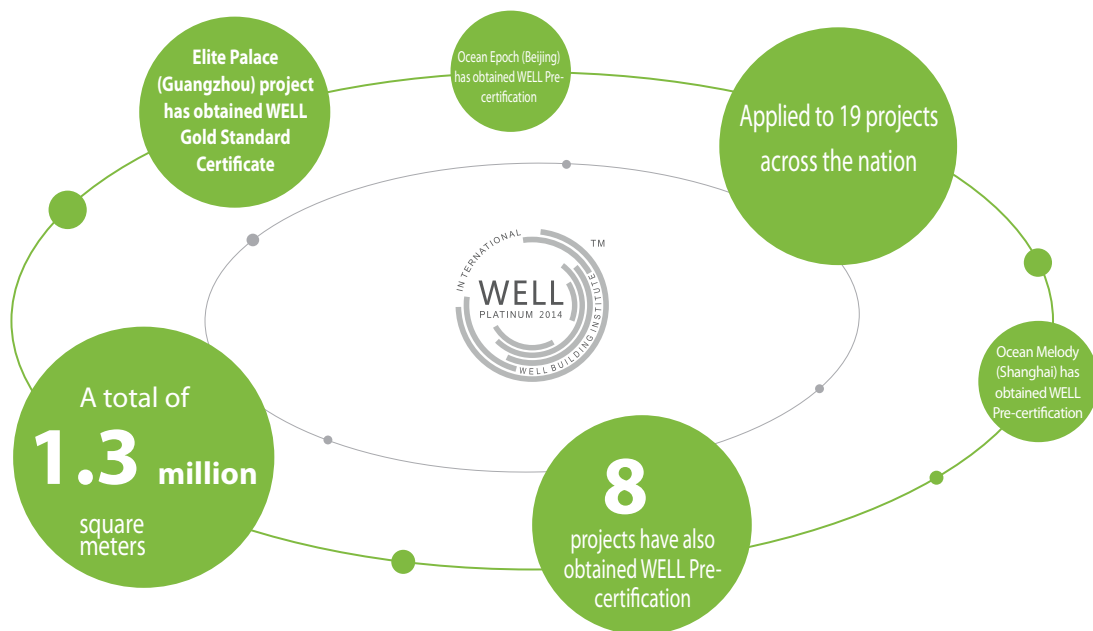 Elite Palace
(Guangzhou) project
has obtained WELL
Gold Standard
Certificate
Ocean Epoch (Beijing)
has obtained WELL Pre-
certification
Applied to 19 projects
across the nation
INTERNATIONAL
TM
WELL
PLATINUM 2014
WELL BUILDING INSTITUTE
Ocean Melody
(Shanghai) has
obtained WELL
Pre-certification
A total of
1.3 million
square
meters
8
projects have also
obtained WELL Pre-
certification